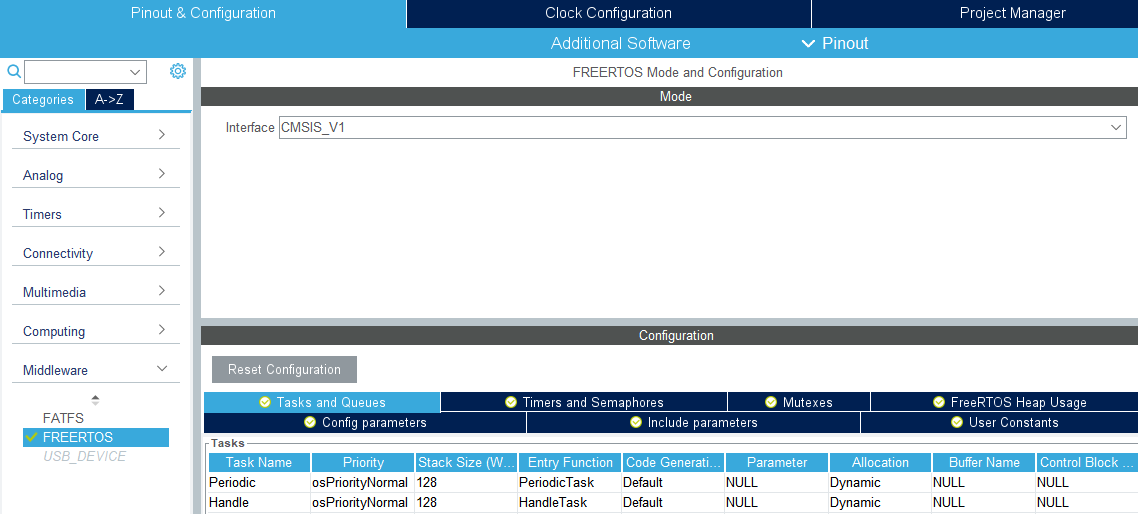 Pinout & Configuration Clock Configuration Project Manager
Additional Software Pinout
FREERTOS Mode and Configuration
Categories A->Z
Mode
Interface CMSIS_V1
System Core
Analog
Timers
Connectivity
Multimedia
Computing
Middleware
FATFS
FREERTOS
USB_DEVICE
Configuration
Reset Configuration
Tasks and Queues Timers and Semaphores Mutexes FreeRTOS Heap Usage
Config parameters Include parameters User Constants
Tasks
Task Name Priority Stack Size (W... Entry Function Code Generati... Parameter Allocation Buffer Name Control Block ...
Periodic osPriorityNormal 128 PeriodicTask Default NULL Dynamic NULL NULL
Handle osPriorityNormal 128 HandleTask Default NULL Dynamic NULL NULL